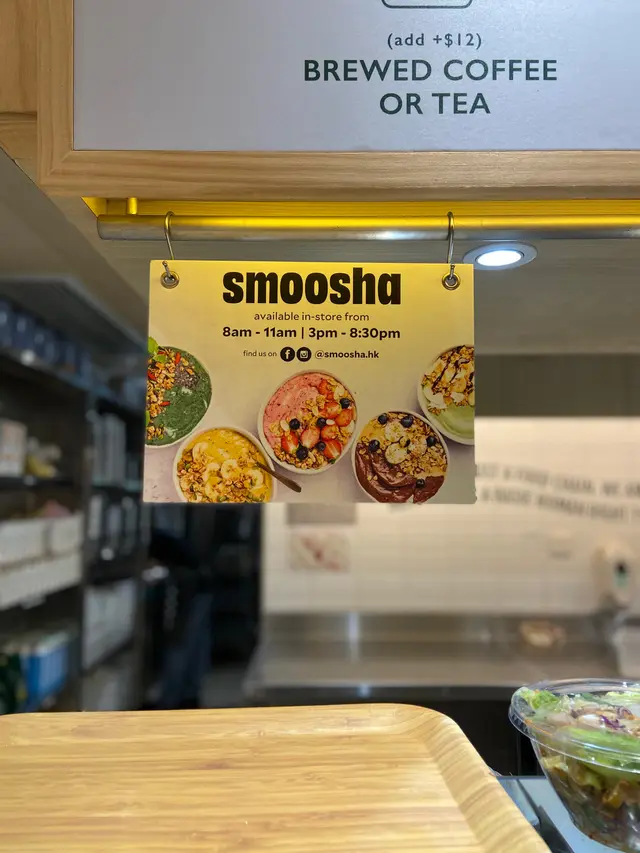 (add +$12)
BREWED COFFEE
OR TEA
smoosha
available in-store from
8am - 11am | 3pm - 8:30pm
find us on @smoosha.hk